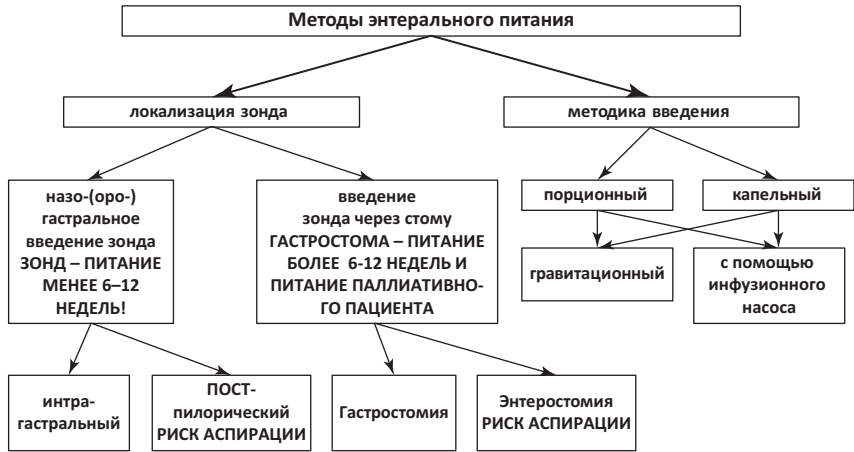 Методы энтерального питания
локализация зонда
методика введения
назо-(оро-)
гастральное
введение зонда
ЗОНД – ПИТАНИЕ
МЕНЕЕ 6–12
НЕДЕЛЬ!
введение
зонда через стому
ГАСТРОСТОМА – ПИТАНИЕ
БОЛЕЕ 6-12 НЕДЕЛЬ И
ПИТАНИЕ ПАЛЛИАТИВНО-
ГО ПАЦИЕНТА
порционный
капельный
гравитационный
с помощью
инфузионного
насоса
интра-
гастральный
ПОСТ-
пилорический
РИСК АСПИРАЦИИ
Гастростомия
Энтеростомия
РИСК АСПИРАЦИИ